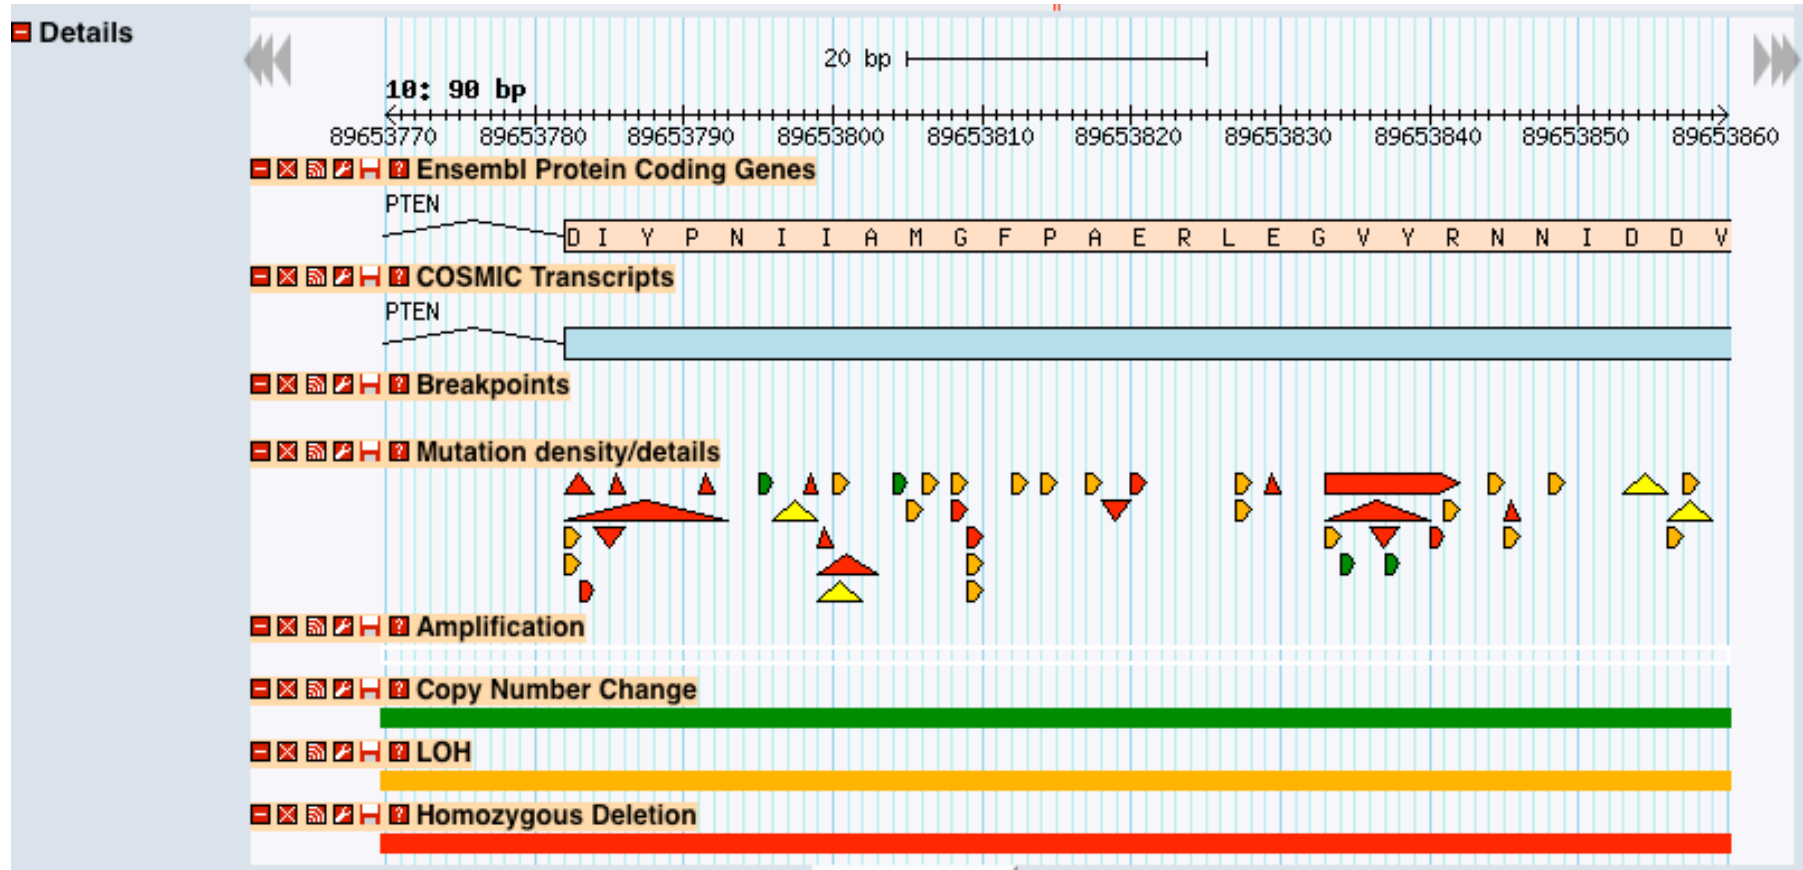 Details
20 bp
10: 90 bp
89653770 89653780 89653790 89653800 89653810 89653820 89653830 89653840 89653850 89653860
Ensembl Protein Coding Genes
PTEN
D I Y P N I I A M G F P A E R L E G V Y R N N I D D V
COSMIC Transcripts
PTEN
Breakpoints
Mutation density/details
Amplification
Copy Number Change
LOH
Homozygous Deletion